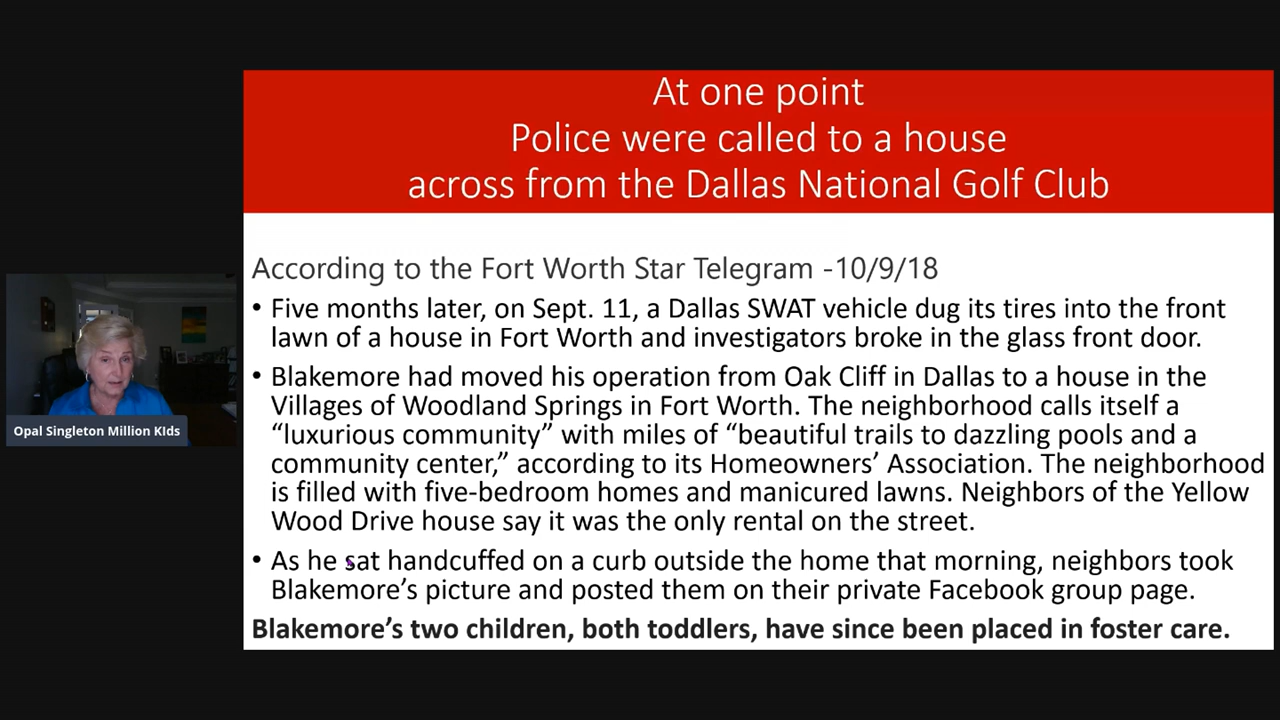 At one point
Police were called to a house
across from the Dallas National Golf Club
According to the Fort Worth Star Telegram -10/9/18
• Five months later, on Sept. 11, a Dallas SWAT vehicle dug its tires into the front
lawn of a house in Fort Worth and investigators broke in the glass front door.
• Blakemore had moved his operation from Oak Cliff in Dallas to a house in the
Villages of Woodland Springs in Fort Worth. The neighborhood calls itself a
“luxurious community” with miles of “beautiful trails to dazzling pools and a
community center,” according to its Homeowners’ Association. The neighborhood
is filled with five-bedroom homes and manicured lawns. Neighbors of the Yellow
Wood Drive house say it was the only rental on the street.
• As he sat handcuffed on a curb outside the home that morning, neighbors took
Blakemore’s picture and posted them on their private Facebook group page.
Blakemore’s two children, both toddlers, have since been placed in foster care.
Opal Singleton Million KIds